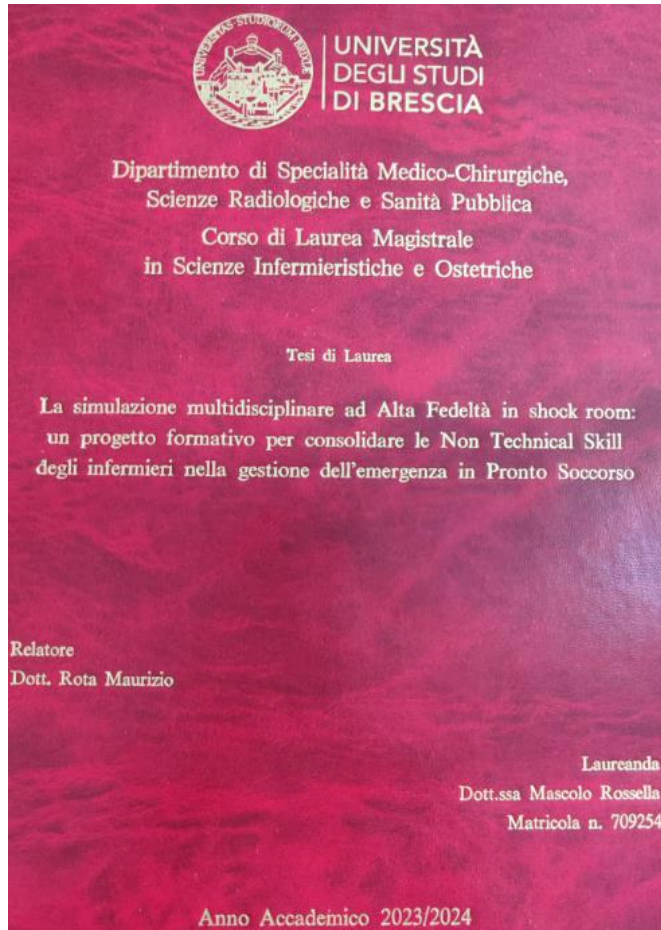 UNIVERSITAS STUDIORUM BRIXIAE
UNIVERSITÀ
DEGLI STUDI
DI BRESCIA
Dipartimento di Specialità Medico-Chirurgiche,
Scienze Radiologiche e Sanità Pubblica
Corso di Laurea Magistrale
in Scienze Infermieristiche e Ostetriche
Tesi di Laurea
La simulazione multidisciplinare ad Alta Fedeltà in shock room:
un progetto formativo per consolidare le Non Technical Skill
degli infermieri nella gestione dell'emergenza in Pronto Soccorso
Relatore
Dott. Rota Maurizio
Laureanda
Dott.ssa Mascolo Rossella
Matricola n. 709254
Anno Accademico 2023/2024